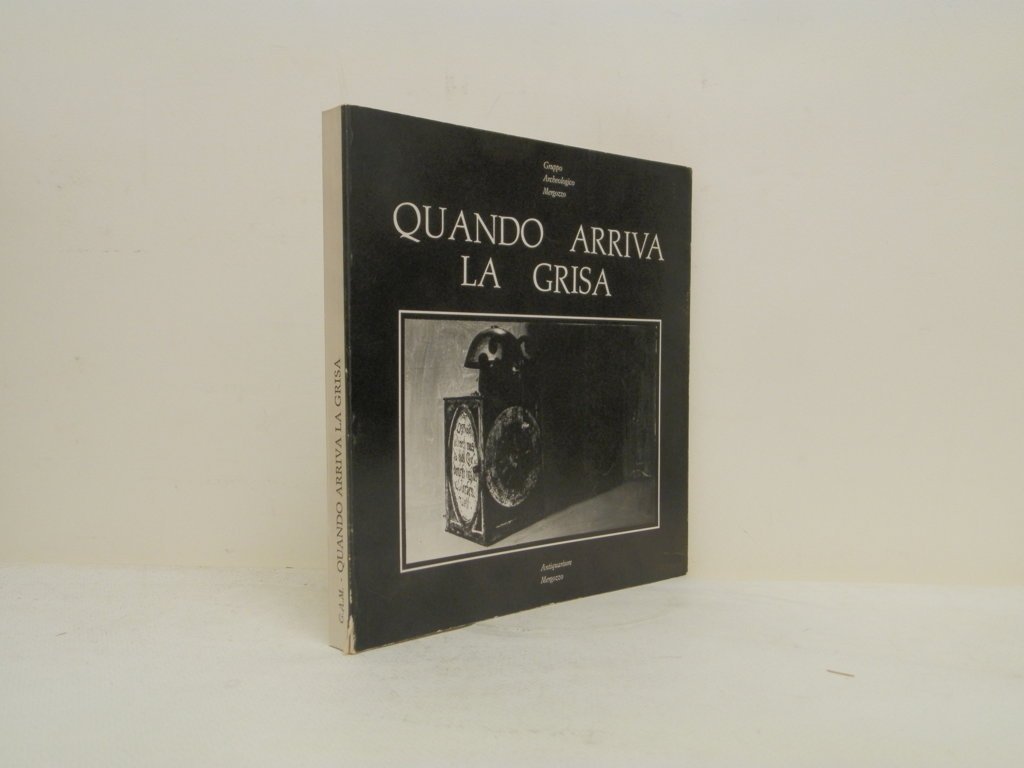 G.A.M. - QUANDO ARRIVA LA GRISA
Gruppo
Archeologico
Mergozzo
QUANDO ARRIVA
LA GRISA
Antiquarium
Mergozzo